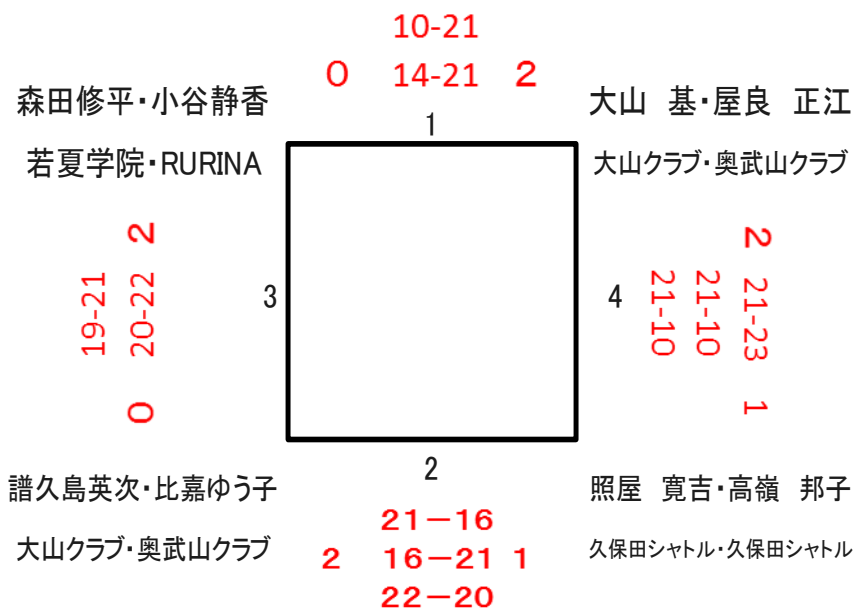 10-21
0 14-21 2
森田修平・小谷静香
大山 基・屋良 正江
1
若夏学院・RURINA
大山クラブ・奥武山クラブ
2
19-21
20-22
0
3
4
2
21-23
21-10
21-10
1
2
譜久島英次・比嘉ゆう子
照屋 寛吉・高嶺 邦子
21-16
大山クラブ・奥武山クラブ
2 16-21 1
久保田シャトル・久保田シャトル
22-20